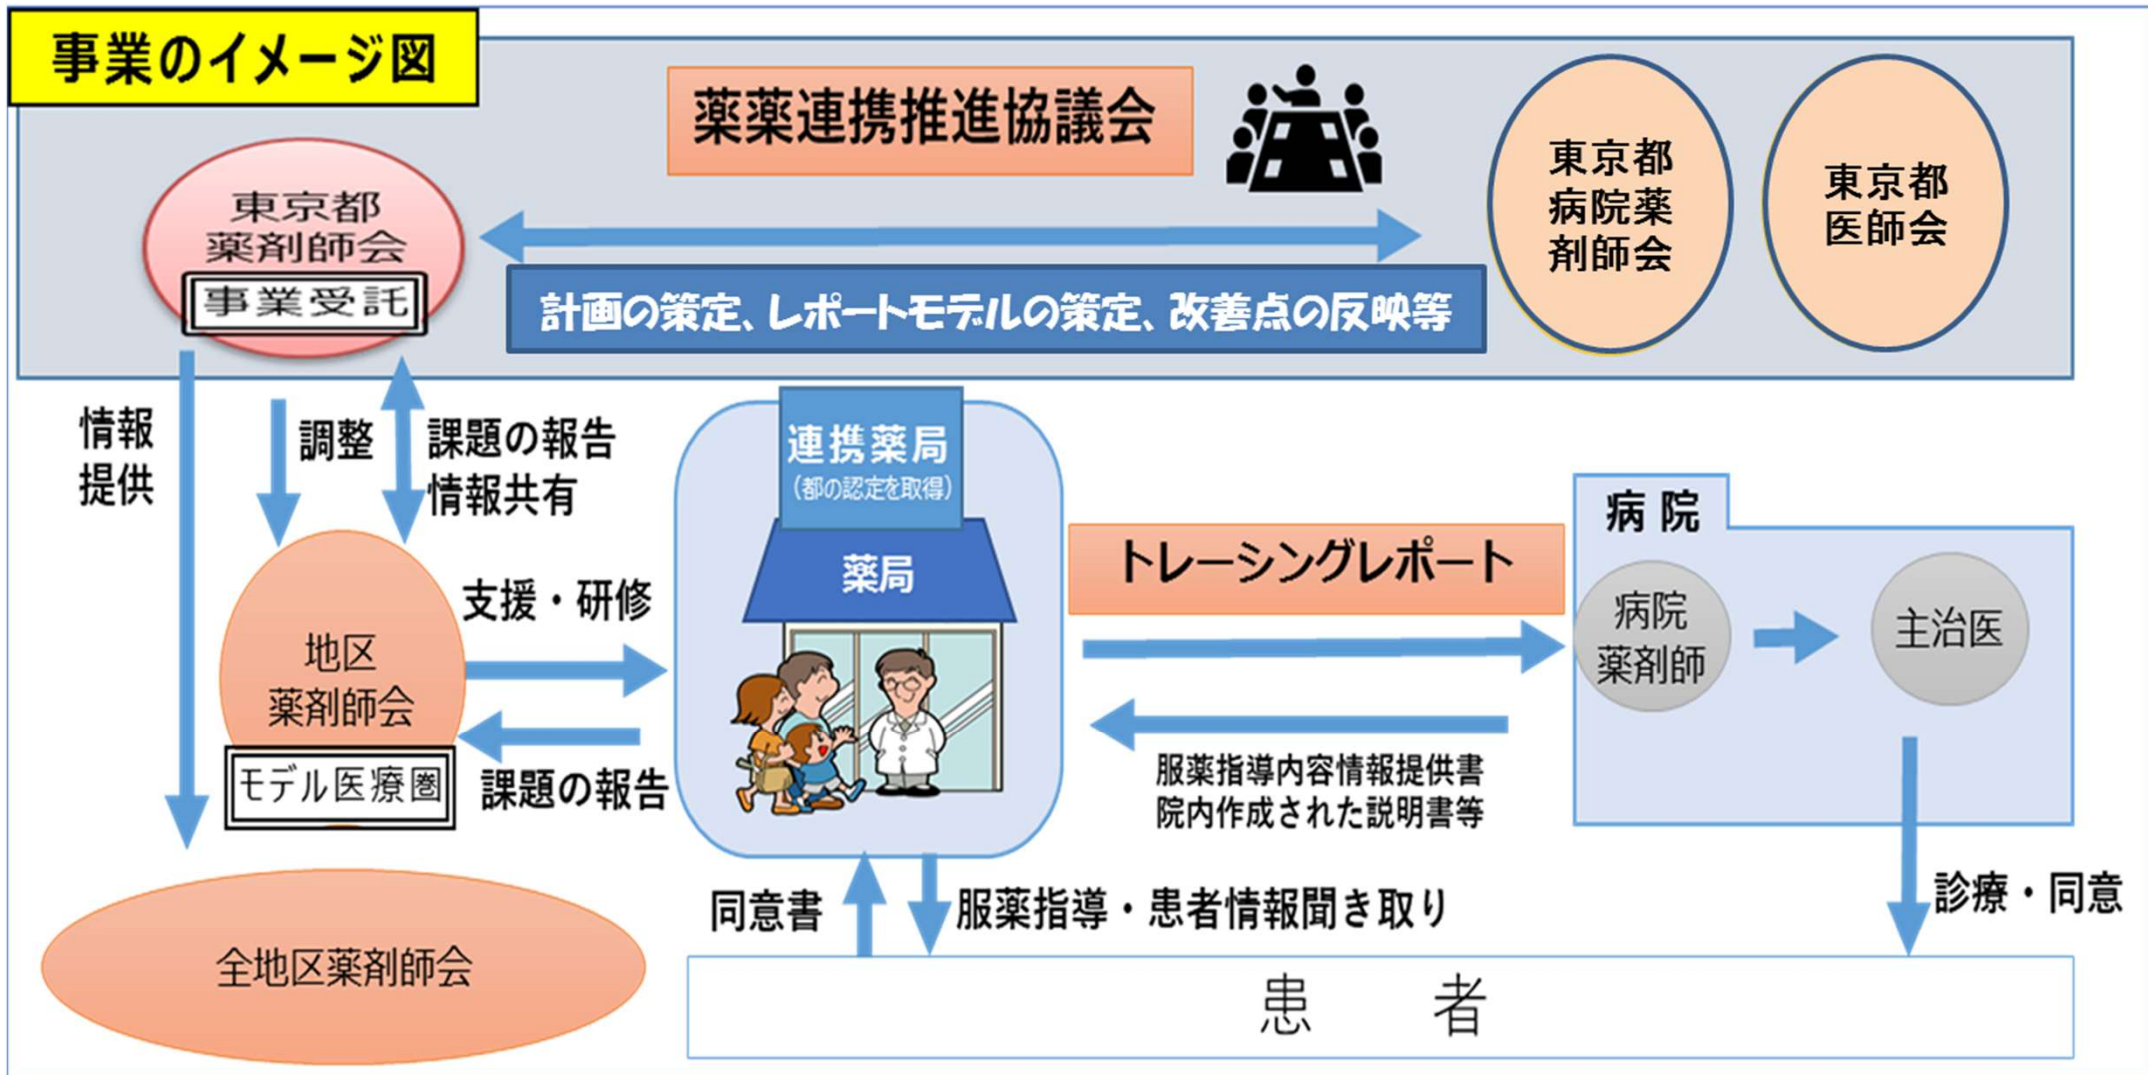 事業のイメージ図
薬薬連携推進協議会
東京都
薬剤師会
事業受託
東京都
病院薬
剤師会
東京都
医師会
計画の策定、レポートモデルの策定、改善点の反映等
情報
提供
調整
課題の報告
情報共有
連携薬局
（都の認定を取得）
薬局
病院
トレーシングレポート
病院
薬剤師
主治医
支援・研修
地区
薬剤師会
モデル医療圏
課題の報告
服薬指導内容情報提供書
院内作成された説明書等
同意書
服薬指導・患者情報聞き取り
診療・同意
全地区薬剤師会
患　者